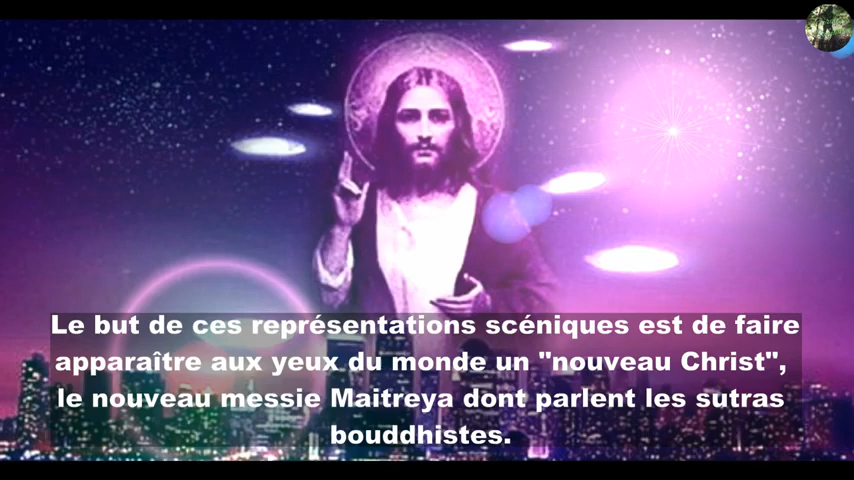 Le but de ces représentations scéniques est de faire
apparaître aux yeux du monde un "nouveau Christ",
le nouveau messie Maitreya dont parlent les sutras
bouddhistes.